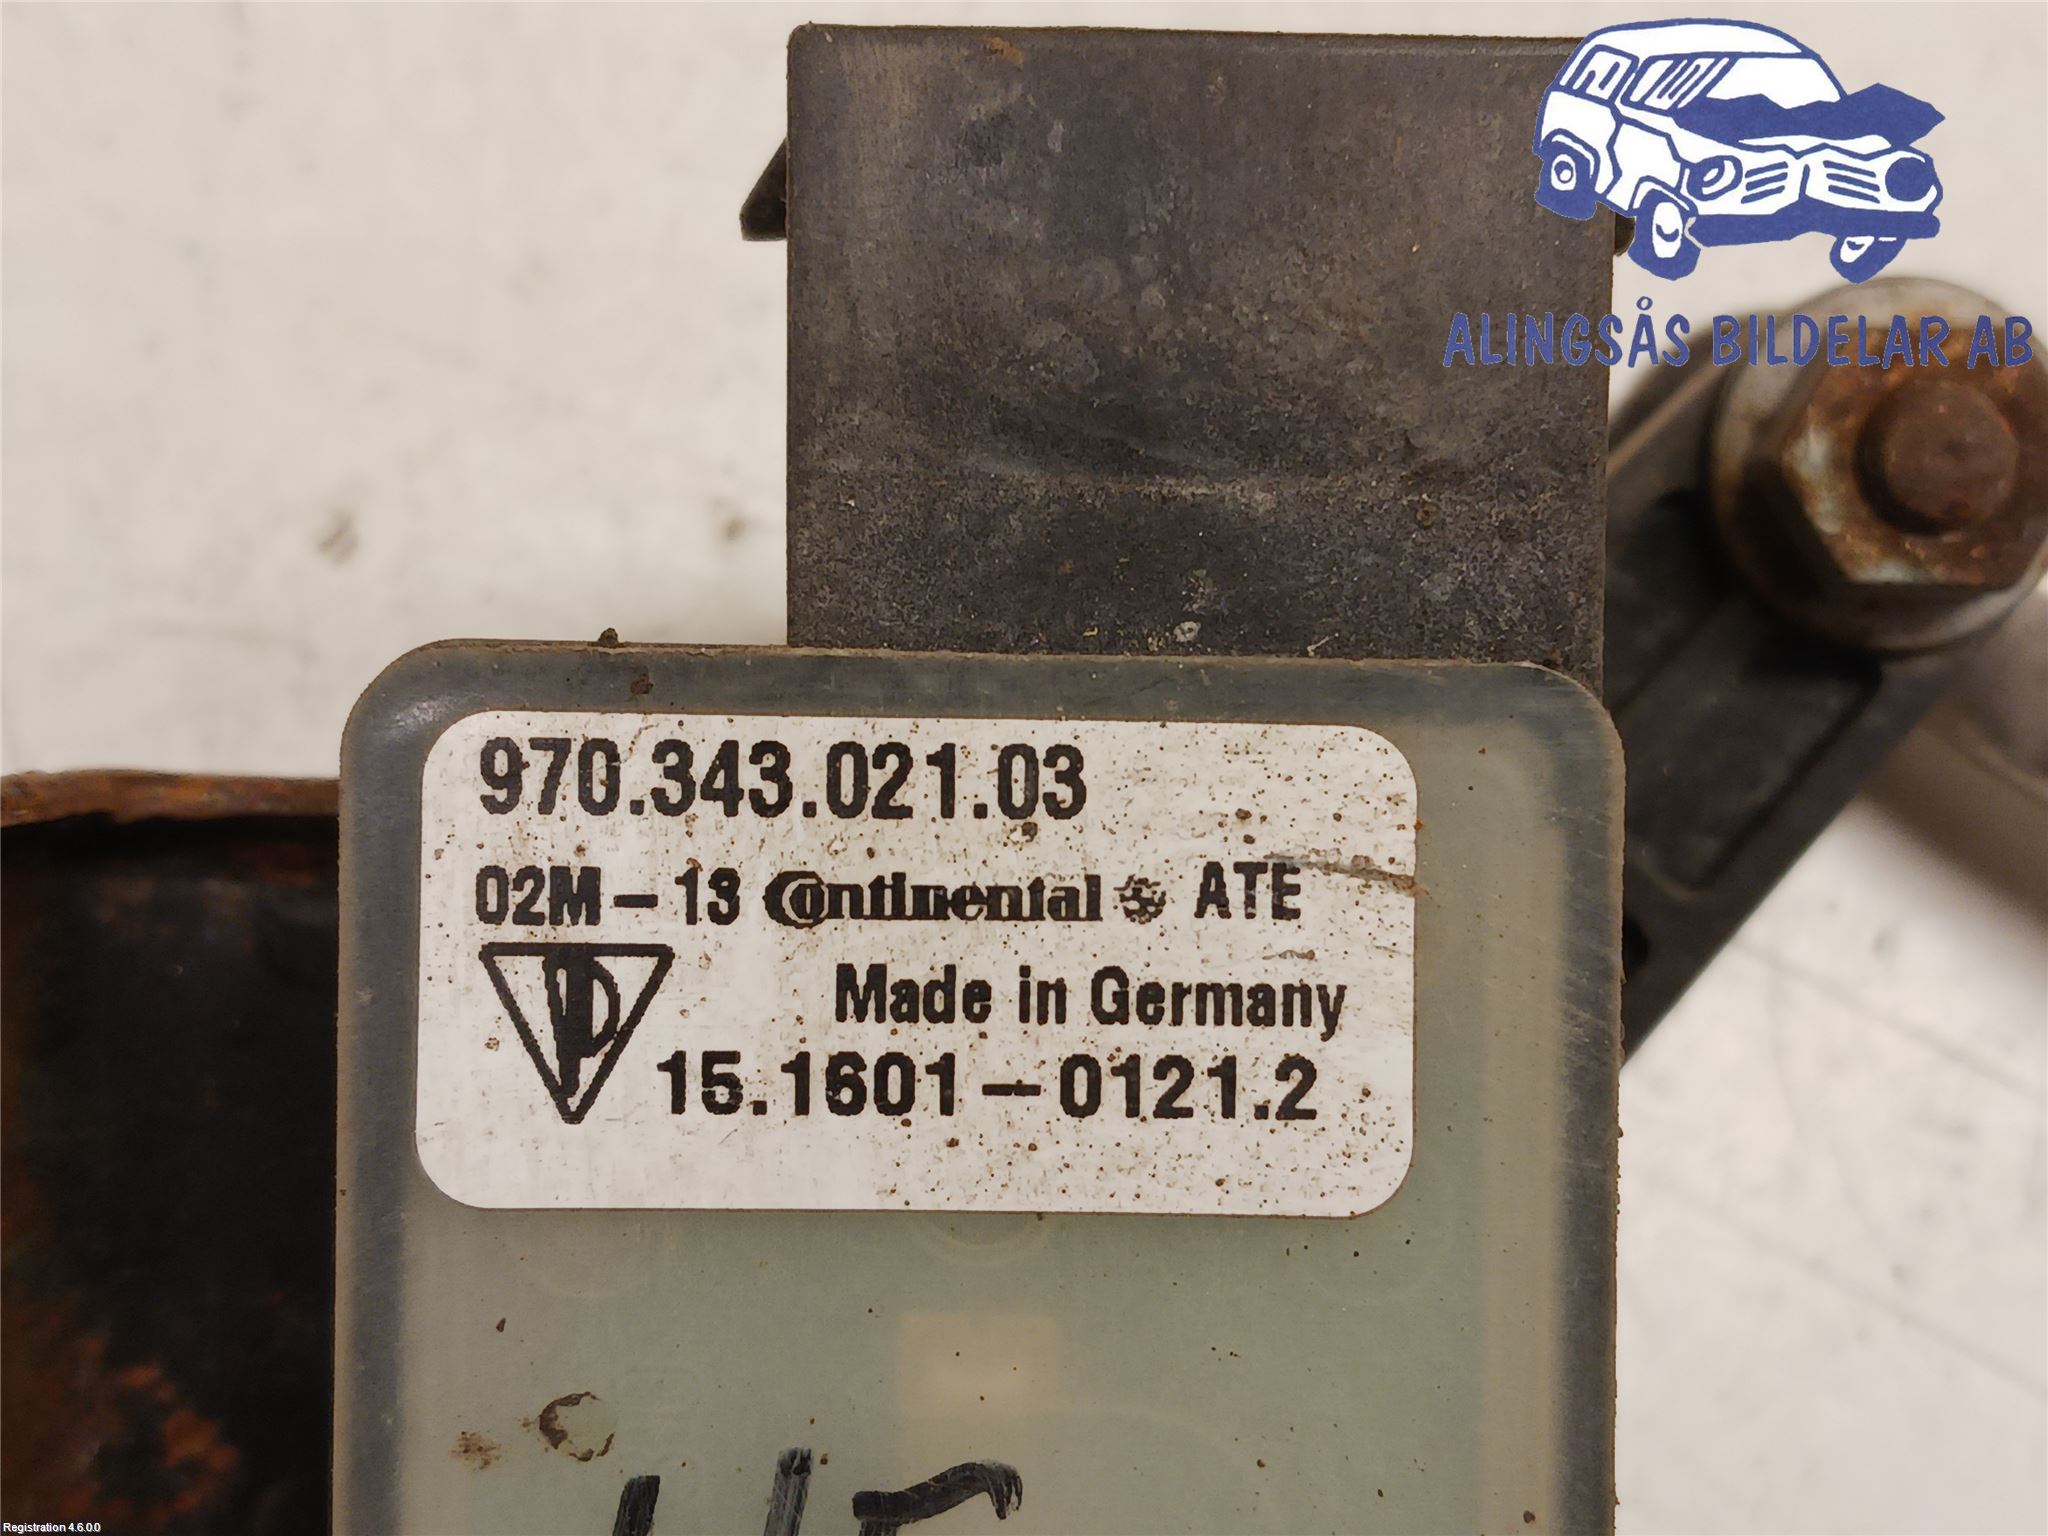 ALINGSÅS BILDELAR AB
970.343.021.03
02M-13 Continental ATE
Made in Germany
15.1601-0121.2
Registration 4.6.0.0